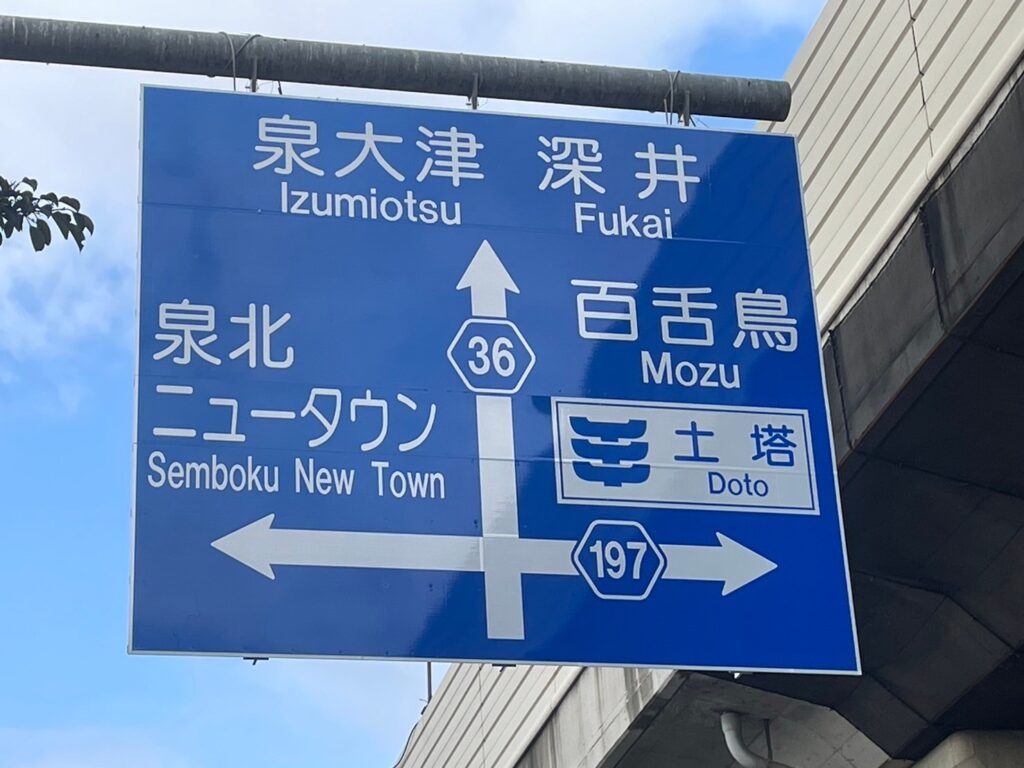 泉大津 深井
Izumiotsu Fukai
36
泉北
ニュータウン
Semboku New Town
百舌鳥
Mozu
土塔
Doto
197